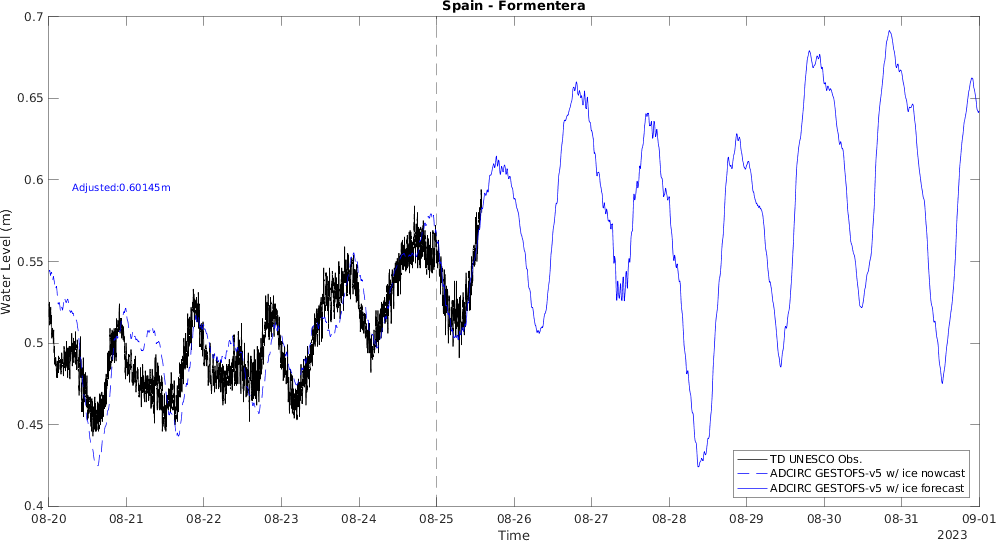 Spain - Formentera
0.7
0.65
0.6
0.55
0.5
0.45
0.4
Water Level (m)
Adjusted:0.60145m
TD UNESCO Obs.
ADCIRC GESTOFS-v5 w/ ice nowcast
ADCIRC GESTOFS-v5 w/ ice forecast
08-20 08-21 08-22 08-23 08-24 08-25 08-26 08-27 08-28 08-29 08-30 08-31 09-01
Time
2023